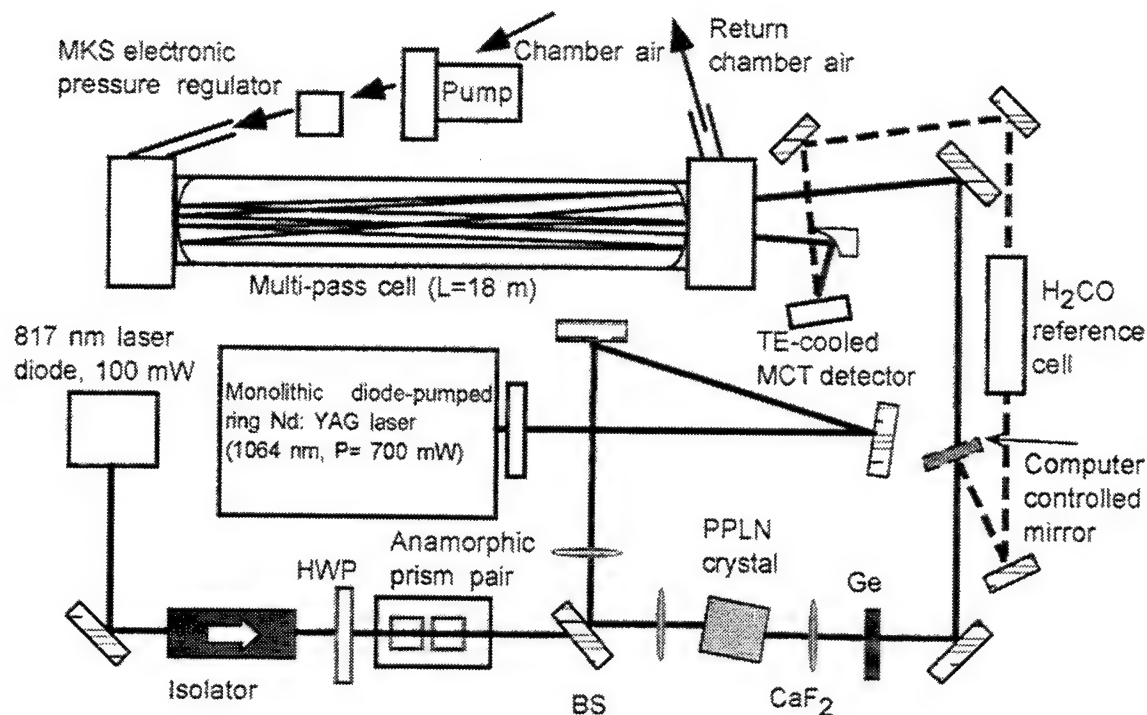 MKS electronic
pressure regulator
Pump
Chamber air
Return
chamber air
Multi-pass cell (L=18 m)
H2CO
reference
cell
TE-cooled
MCT detector
817 nm laser
diode, 100 mW
Monolithic diode-pumped
ring Nd: YAG laser
(1064 nm, P= 700 mW)
Computer
controlled
mirror
Anamorphic
prism pair
HWP
PPLN
crystal
Ge
Isolator
BS
CaF2